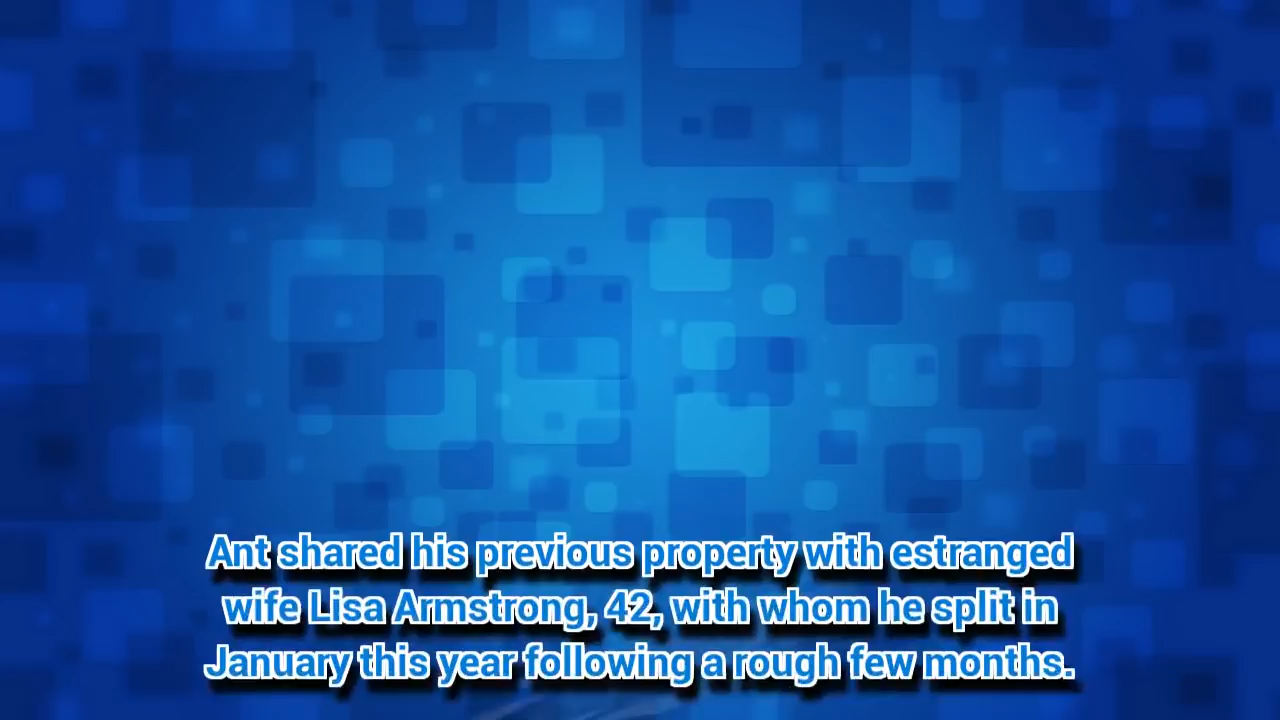 Ant shared his previous property with estranged
wife Lisa Armstrong, 42, with whom he split in
January this year following a rough few months.